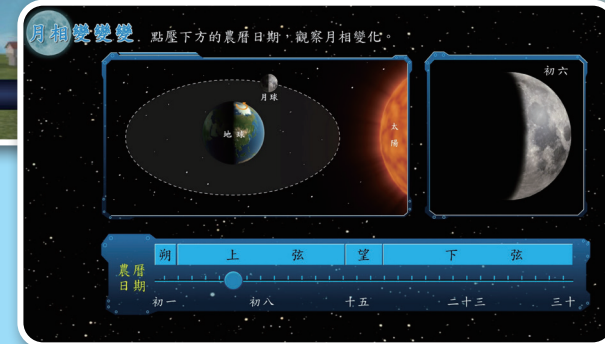 月相變變變 點壓下方的農曆日期，觀察月相變化。
月球
地球
太陽
初六
朔 上弦 望 下弦
農曆日期
初一 初八 十五 二十三 三十